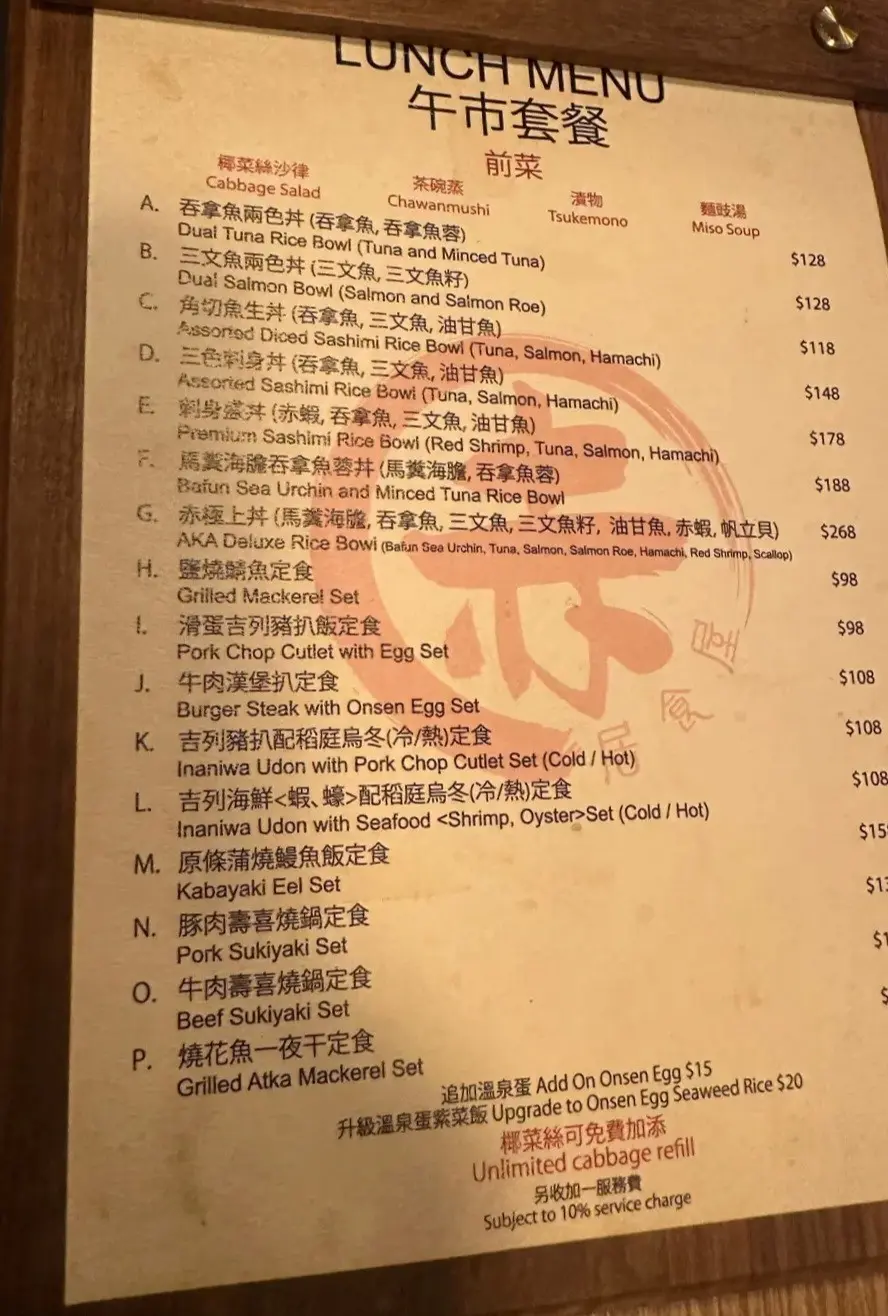 LUNCH MENU
午市套餐
前菜
椰菜絲沙律 茶碗蒸 漬物 麵豉湯
Cabbage Salad Chawanmushi Tsukemono Miso Soup
A. 吞拿魚兩色丼 (吞拿魚, 吞拿魚蓉)
Dual Tuna Rice Bowl (Tuna and Minced Tuna) $128
B. 三文魚兩色丼 (三文魚, 三文魚籽)
Dual Salmon Bowl (Salmon and Salmon Roe) $128
C. 角切魚生丼 (吞拿魚, 三文魚, 油甘魚)
Assorted Diced Sashimi Rice Bowl (Tuna, Salmon, Hamachi) $118
D. 三色刺身丼 (吞拿魚, 三文魚, 油甘魚)
Assorted Sashimi Rice Bowl (Tuna, Salmon, Hamachi) $148
E. 刺身盛丼 (赤蝦, 吞拿魚, 三文魚, 油甘魚)
Premium Sashimi Rice Bowl (Red Shrimp, Tuna, Salmon, Hamachi) $178
F. 馬糞海膽吞拿魚蓉丼 (馬糞海膽, 吞拿魚蓉)
Bafun Sea Urchin and Minced Tuna Rice Bowl $188
G. 赤極上丼 (馬糞海膽, 吞拿魚, 三文魚, 三文魚籽, 油甘魚, 赤蝦, 帆立貝) $268
AKA Deluxe Rice Bowl (Bafun Sea Urchin, Tuna, Salmon, Salmon Roe, Hamachi, Red Shrimp, Scallop)
H. 鹽燒鯖魚定食 $98
Grilled Mackerel Set
I. 滑蛋吉列豬扒飯定食 $98
Pork Chop Cutlet with Egg Set
J. 牛肉漢堡扒定食 $108
Burger Steak with Onsen Egg Set
K. 吉列豬扒配稻庭烏冬(冷/熱)定食 $108
Inaniwa Udon with Pork Chop Cutlet Set (Cold / Hot)
L. 吉列海鮮<蝦、蠔>配稻庭烏冬(冷/熱)定食 $108
Inaniwa Udon with Seafood <Shrimp, Oyster>Set (Cold / Hot)
M. 原條蒲燒鰻魚飯定食
Kabayaki Eel Set
N. 豚肉壽喜燒鍋定食
Pork Sukiyaki Set
O. 牛肉壽喜燒鍋定食
Beef Sukiyaki Set
P. 燒花魚一夜干定食
Grilled Atka Mackerel Set
追加溫泉蛋 Add On Onsen Egg $15
升級溫泉蛋紫菜飯 Upgrade to Onsen Egg Seaweed Rice $20
椰菜絲可免費加添
Unlimited cabbage refill
另收加一服務費
Subject to 10% service charge
赤
居食屋